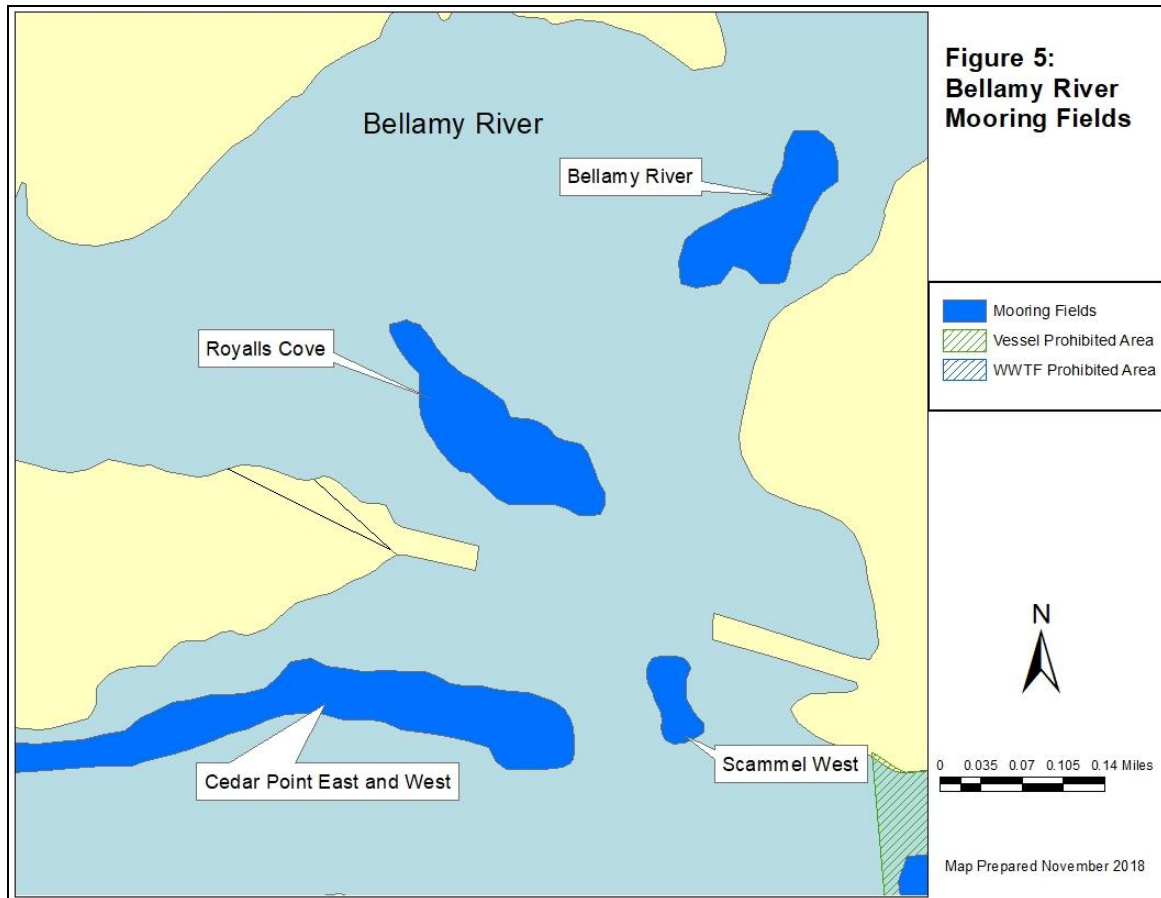 Figure 5:
Bellamy River
Mooring Fields
Bellamy River
Bellamy River
Royalls Cove
Cedar Point East and West
Scammel West
Mooring Fields
Vessel Prohibited Area
WWTF Prohibited Area
N
0 0.035 0.07 0.105 0.14 Miles
Map Prepared November 2018